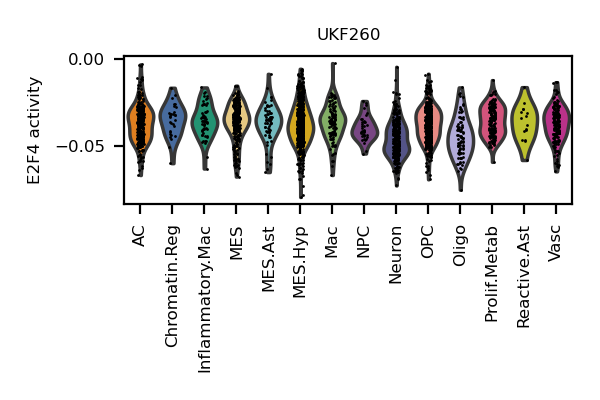 UKF260
E2F4 activity
0.00
−0.05
AC
Chromatin.Reg
Inflammatory.Mac
MES
MES.Ast
MES.Hyp
Mac
NPC
Neuron
OPC
Oligo
Prolif.Metab
Reactive.Ast
Vasc